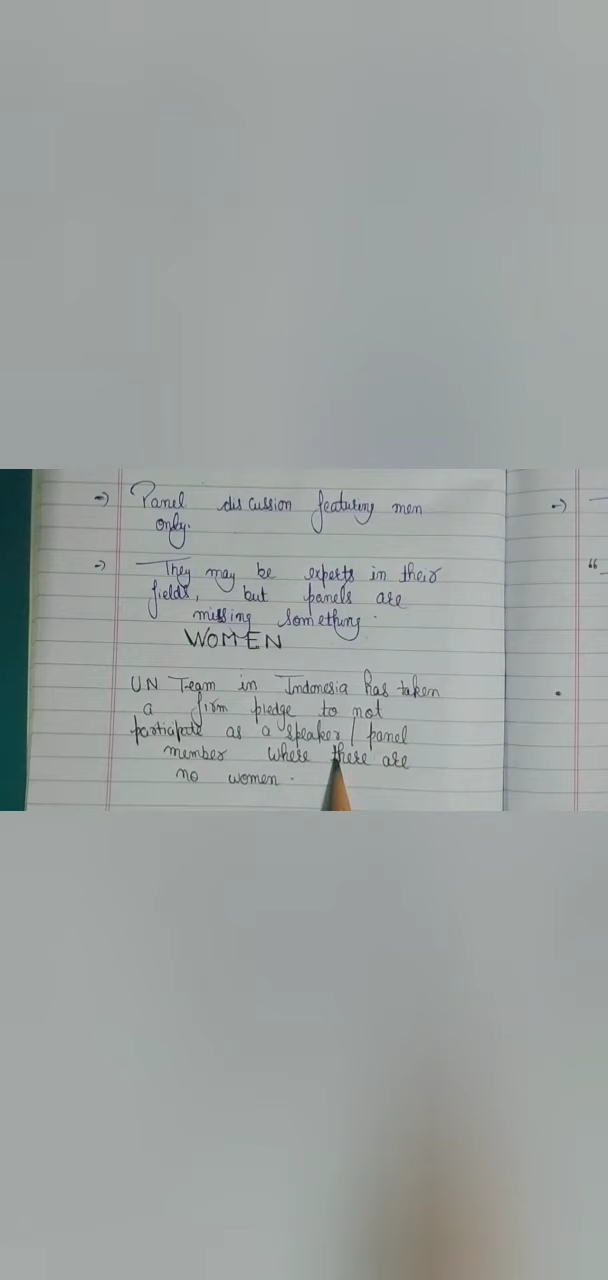 → Panel discussion featuring men
only.
→ They may be experts in their
fields, but panels are
missing something.
WOMEN
UN Team in Indonesia has taken
a firm pledge to not
participate as a speaker/panel
member where there are
no women.
→
"